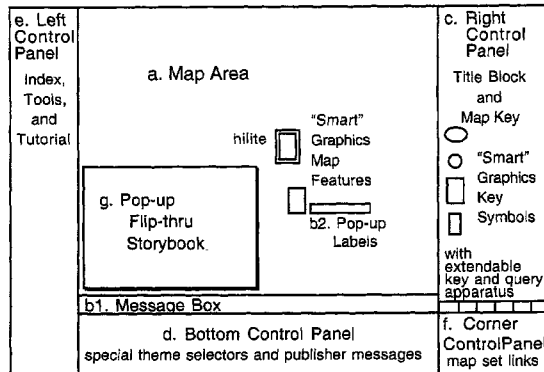 e. Left
Control
Panel
Index,
Tools,
and
Tutorial
a. Map Area
hilite
"Smart"
Graphics
Map
Features
g. Pop-up
Flip-thru
Storybook
b2. Pop-up
Labels
b1. Message Box
d. Bottom Control Panel
special theme selectors and publisher messages
c. Right
Control
Panel
Title Block
and
Map Key
"Smart"
Graphics
Key
Symbols
with
extendable
key and query
apparatus
f. Corner
ControlPanel
map set links